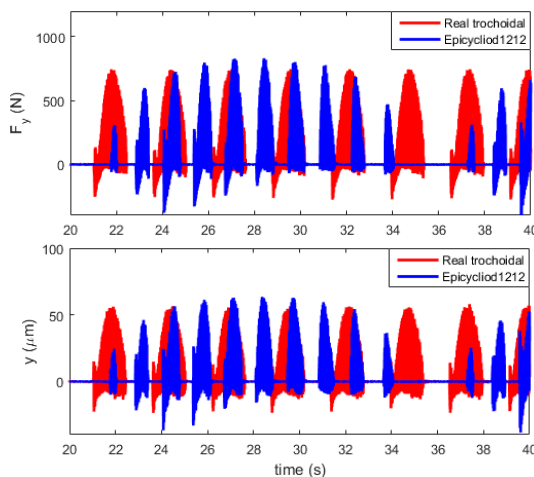 1000
500
0
F_y (N)
Real trochoidal
Epicycliod1212
20 22 24 26 28 30 32 34 36 38 40
100
50
0
y (μm)
Real trochoidal
Epicycliod1212
20 22 24 26 28 30 32 34 36 38 40
time (s)